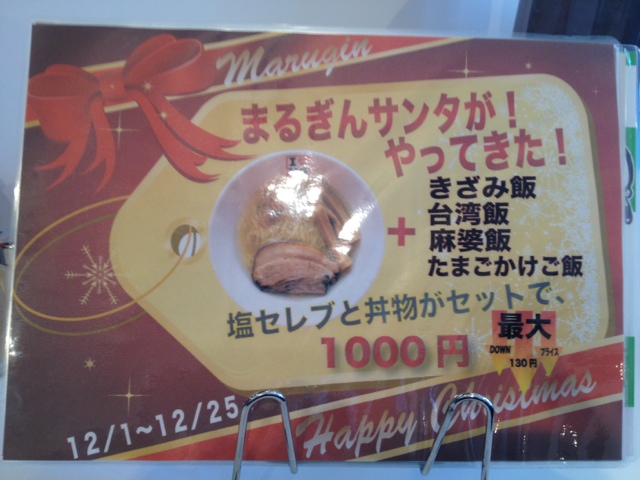 Marugin
まるぎんサンタが！
やってきた！
+
きざみ飯
台湾飯
麻婆飯
たまごかけご飯
塩セレブと丼物がセットで、
1000円
最大
DOWN プライス
130円
12/1~12/25
Happy Christmas